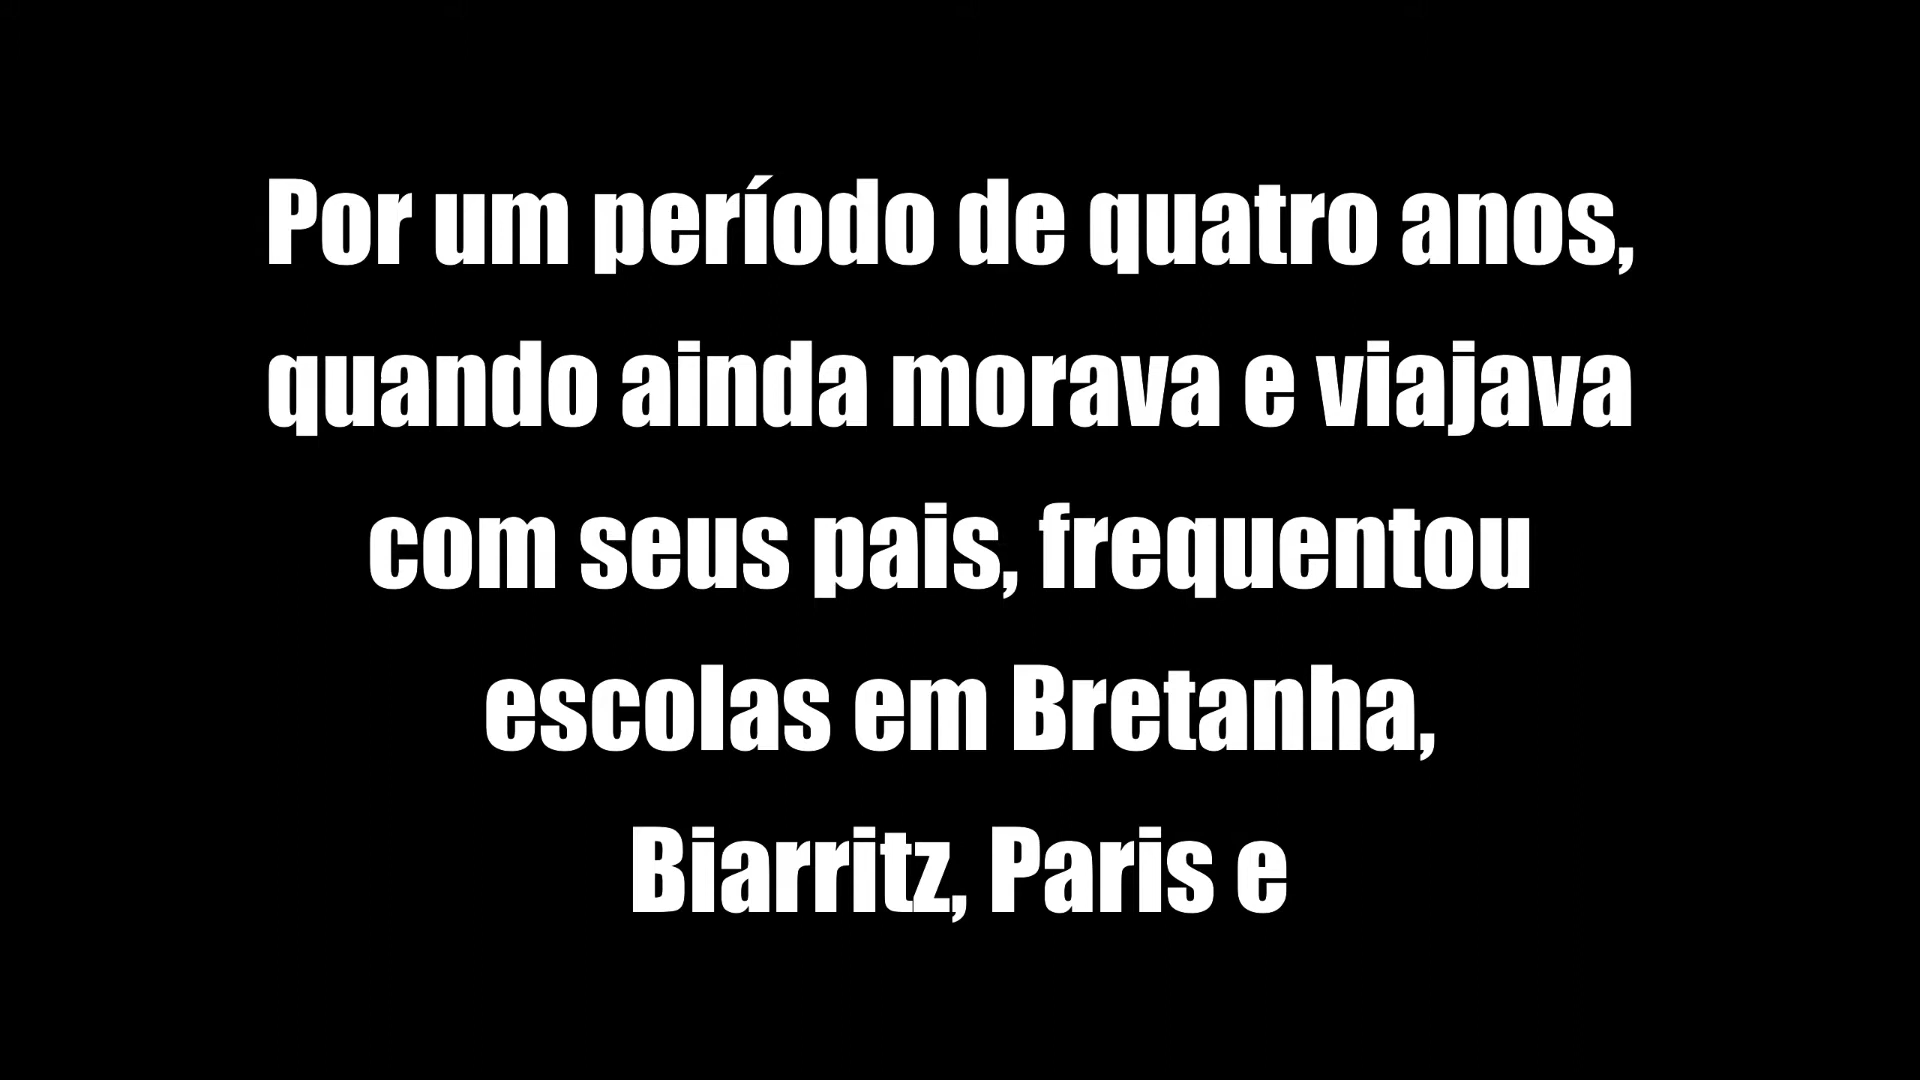 Por um período de quatro anos,
quando ainda morava e viajava
com seus pais, frequentou
escolas em Bretanha,
Biarritz, Paris e